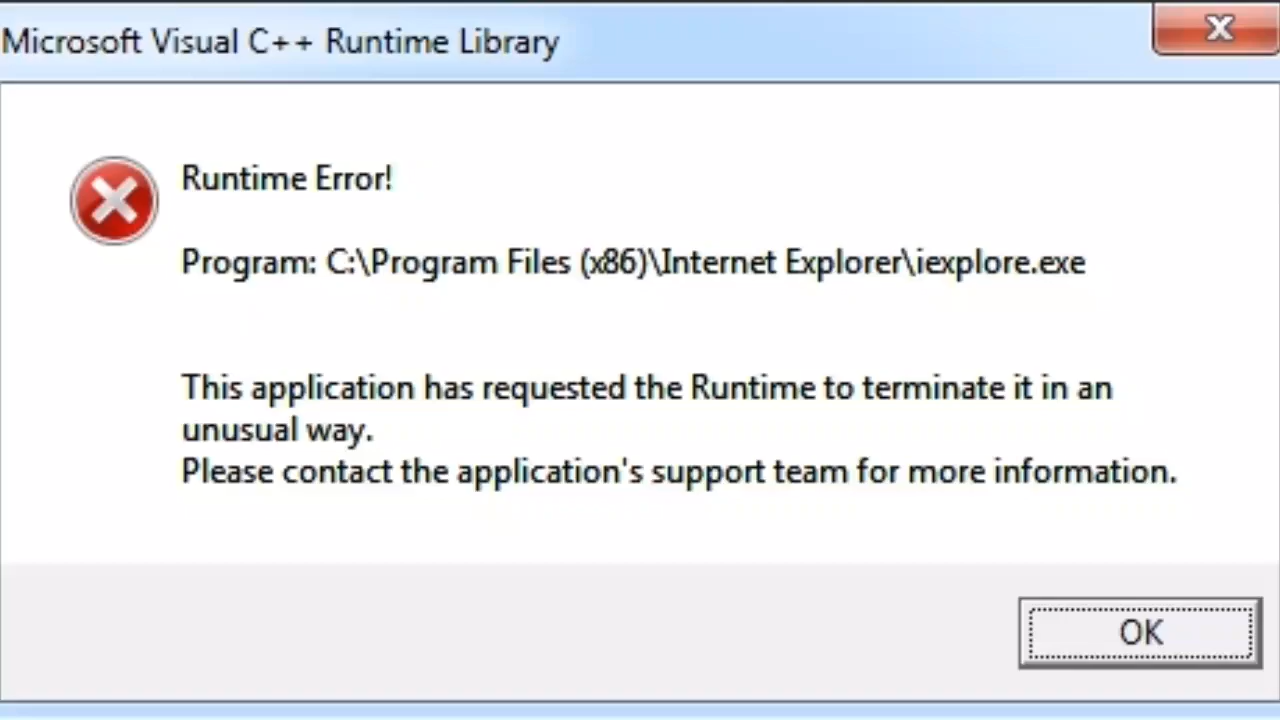 Microsoft Visual C++ Runtime Library
Runtime Error!
Program: C:\Program Files (x86)\Internet Explorer\iexplore.exe
This application has requested the Runtime to terminate it in an
unusual way.
Please contact the application's support team for more information.
OK